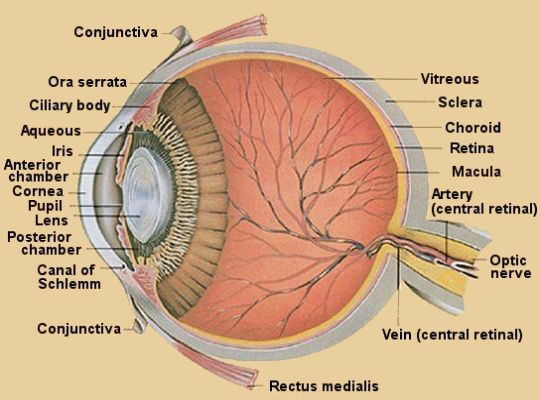 Conjunctiva
Ora serrata
Ciliary body
Aqueous
Iris
Anterior
chamber
Cornea
Pupil
Lens
Posterior
chamber
Canal of
Schlemm
Conjunctiva
Vitreous
Sclera
Choroid
Retina
Macula
Artery
(central retinal)
Optic
nerve
Vein (central retinal)
Rectus medialis